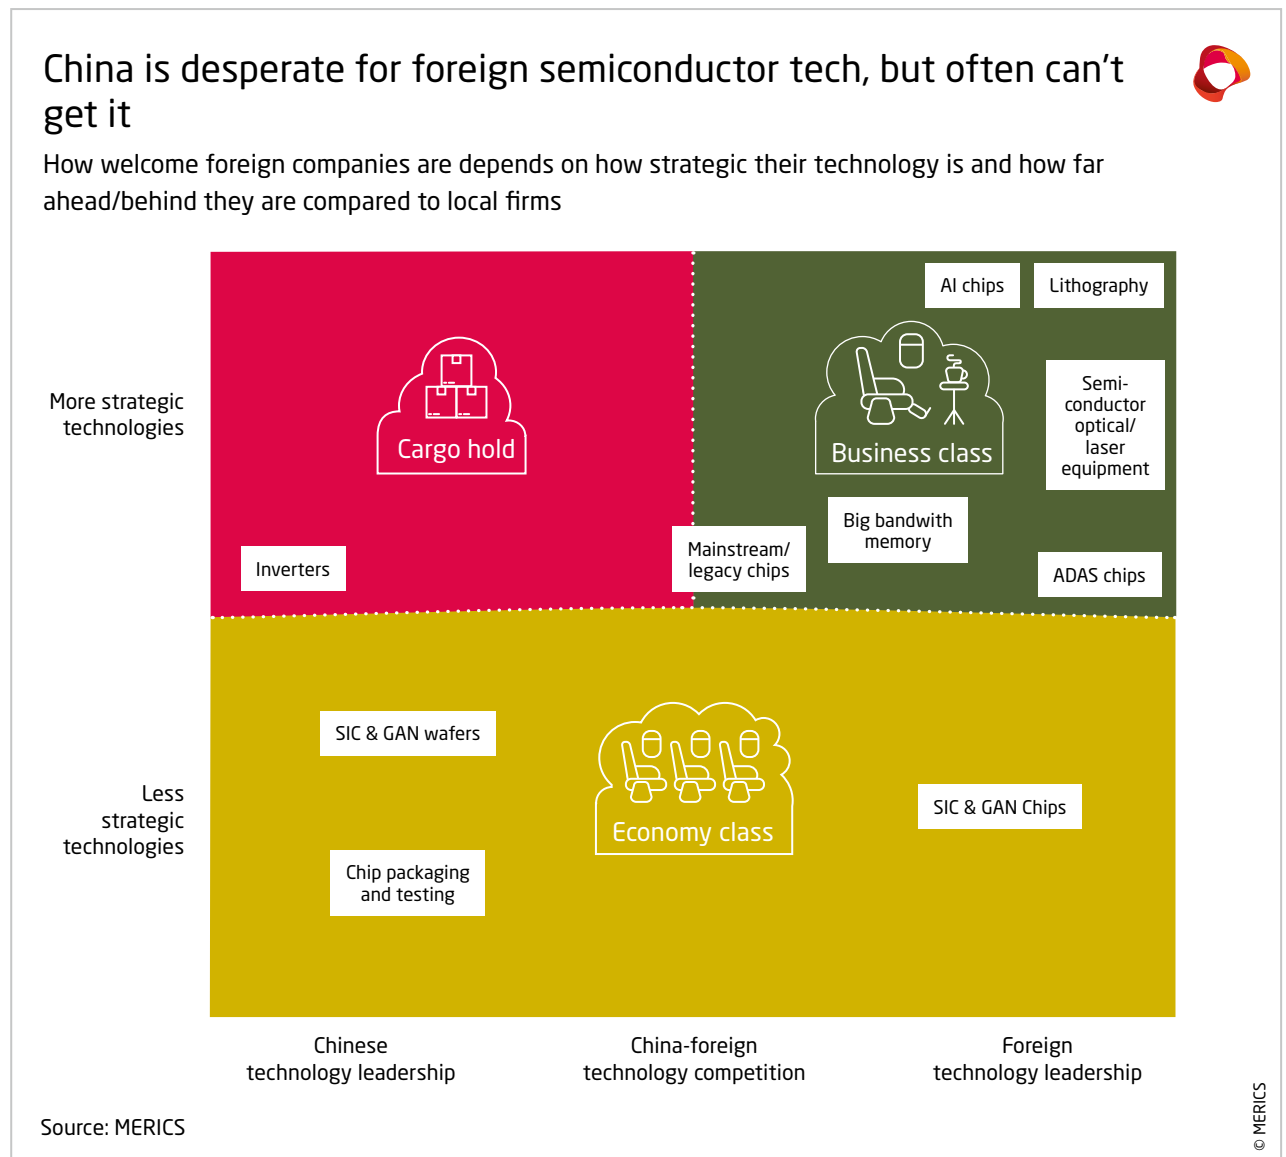 China is desperate for foreign semiconductor tech, but often can't
get it
How welcome foreign companies are depends on how strategic their technology is and how far
ahead/behind they are compared to local firms
AI chips
Lithography
Semi-
conductor
optical/
laser
equipment
More strategic
technologies
Cargo hold
Business class
Big bandwith
memory
Mainstream/
legacy chips
Inverters
ADAS chips
SIC & GAN wafers
Less
strategic
technologies
Economy class
SIC & GAN Chips
Chip packaging
and testing
Chinese
technology leadership
China-foreign
technology competition
Foreign
technology leadership
Source: MERICS
© MERICS